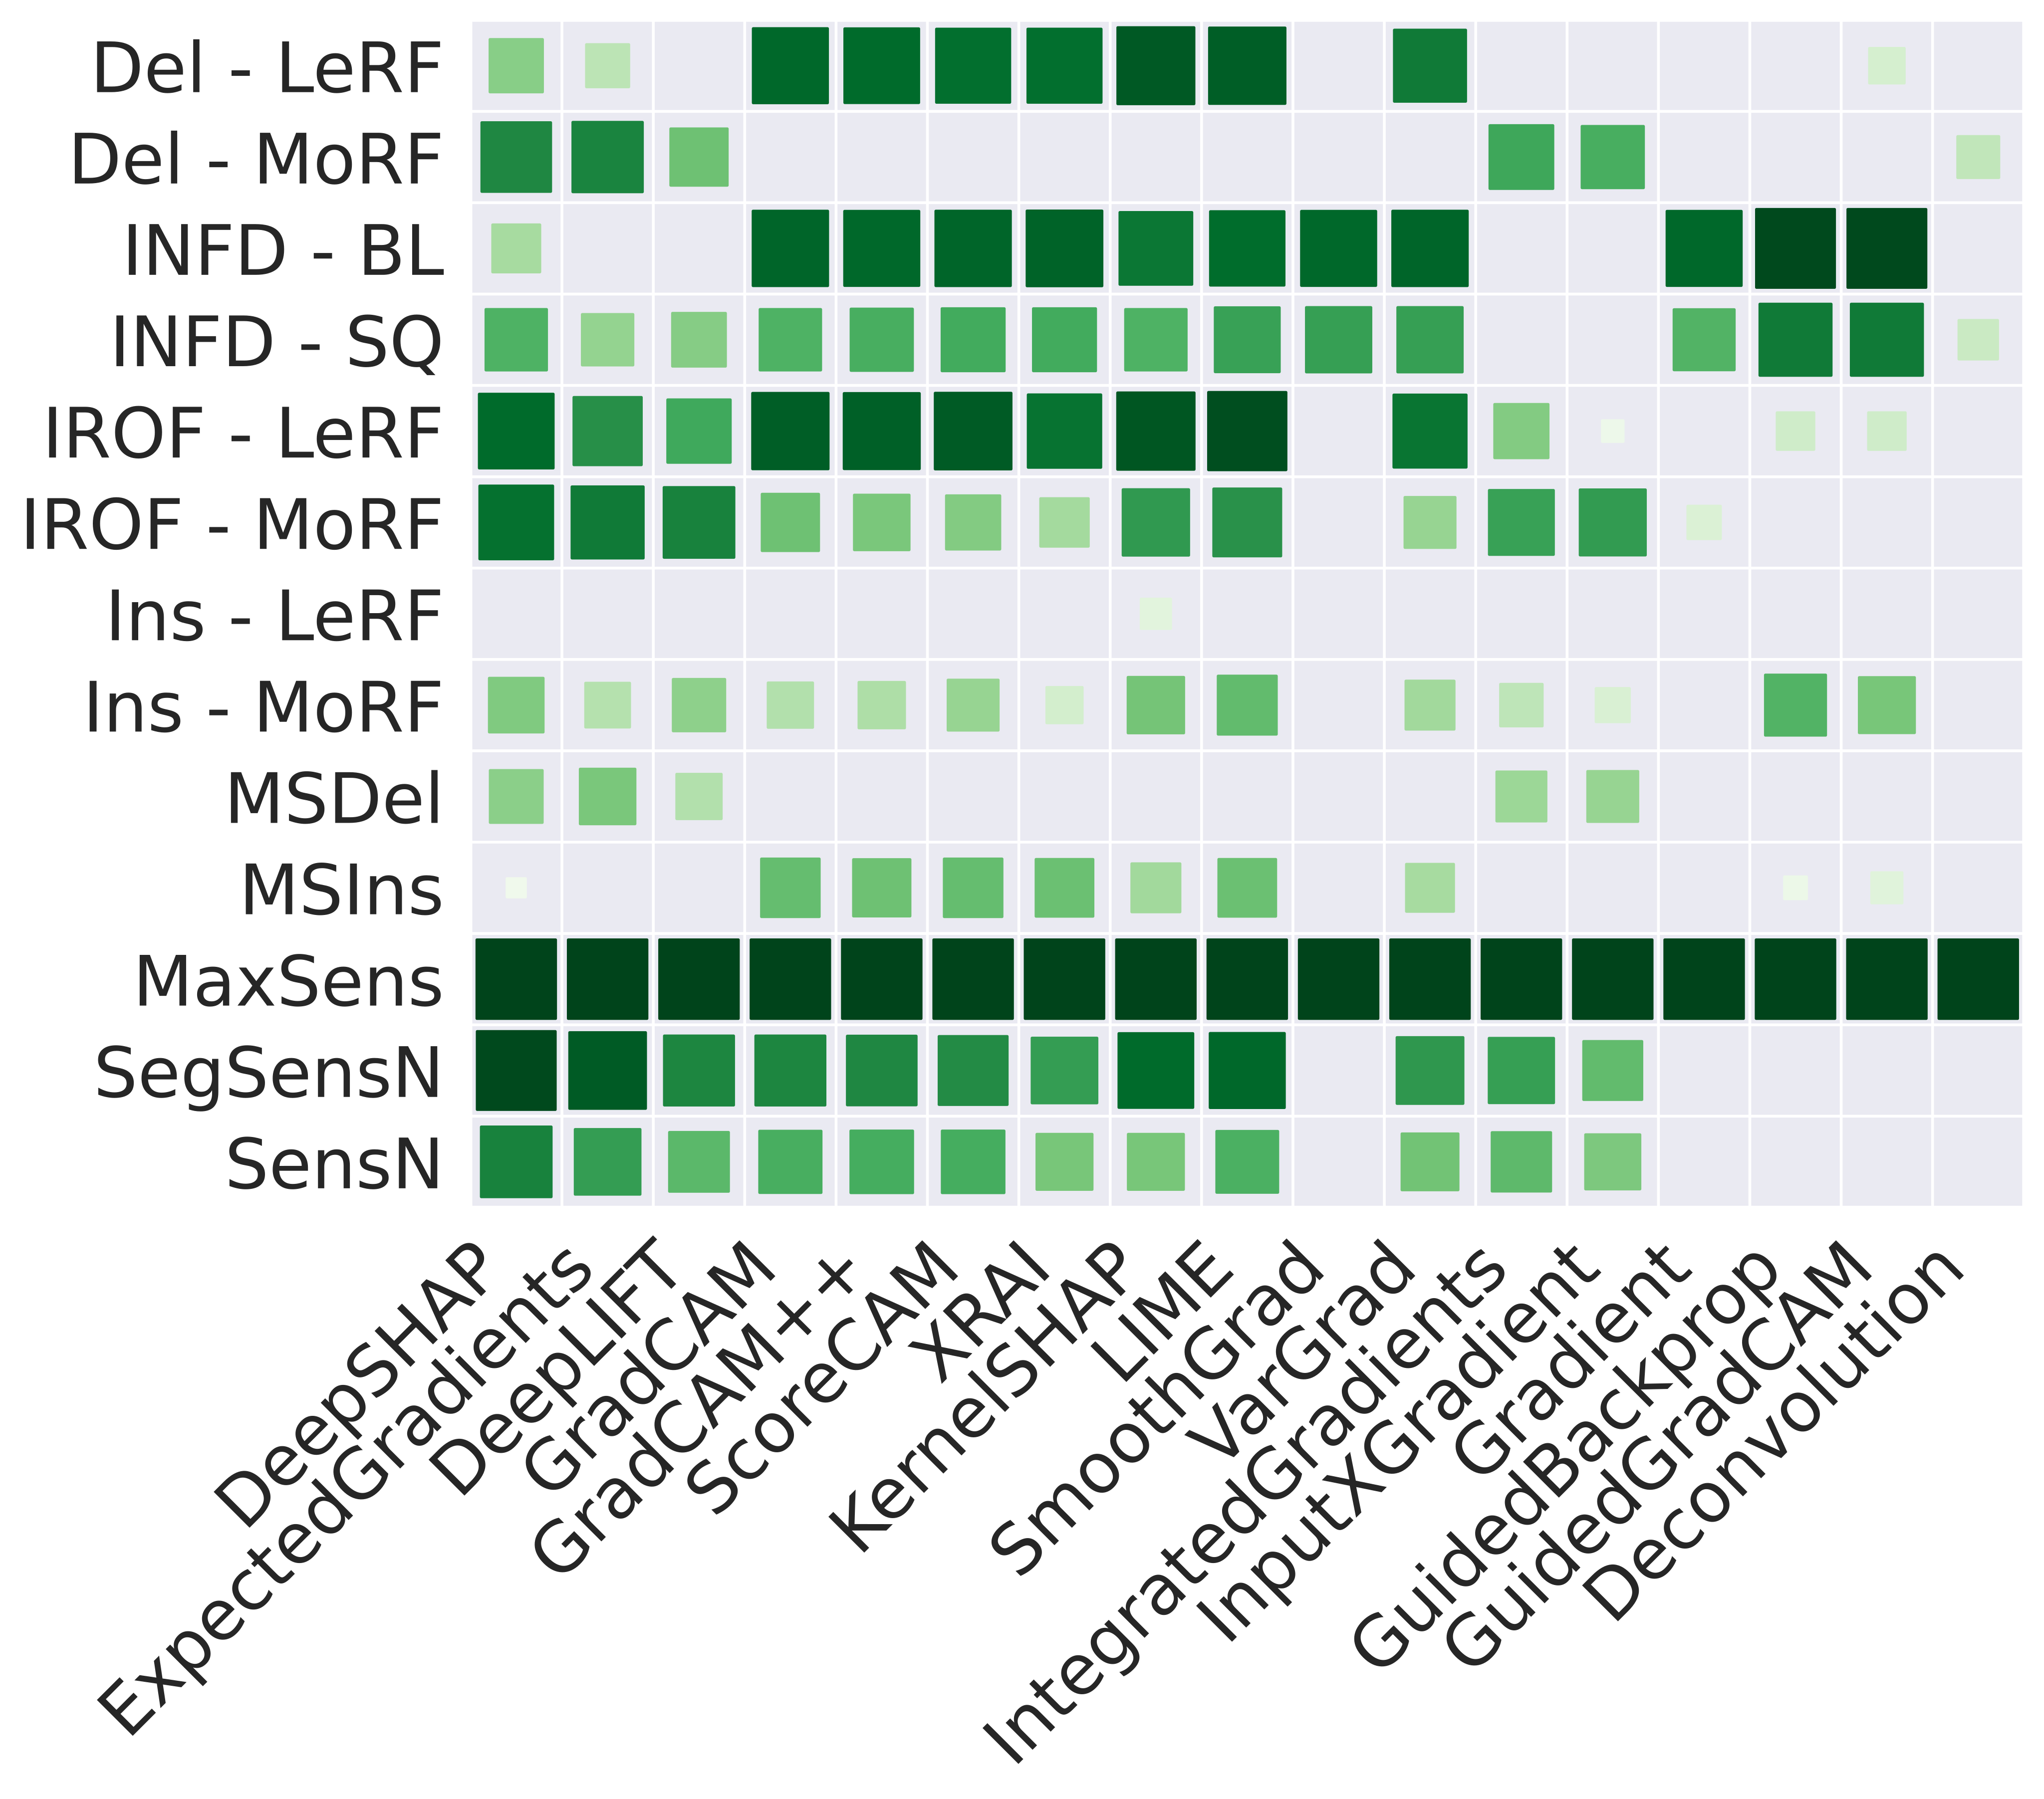 Del - LeRF
Del - MoRF
INFD - BL
INFD - SQ
IROF - LeRF
IROF - MoRF
Ins - LeRF
Ins - MoRF
MSDel
MSIns
MaxSens
SegSensN
SensN
DeepSHAP
ExpectedGradients
DeepLIFT
GradCAM
GradCAM++
ScoreCAM
XRAI
KernelSHAP
LIME
SmoothGrad
VarGrad
IntegratedGradients
InputXGradient
Gradient
GuidedBackprop
GuidedGradCAM
Deconvolution